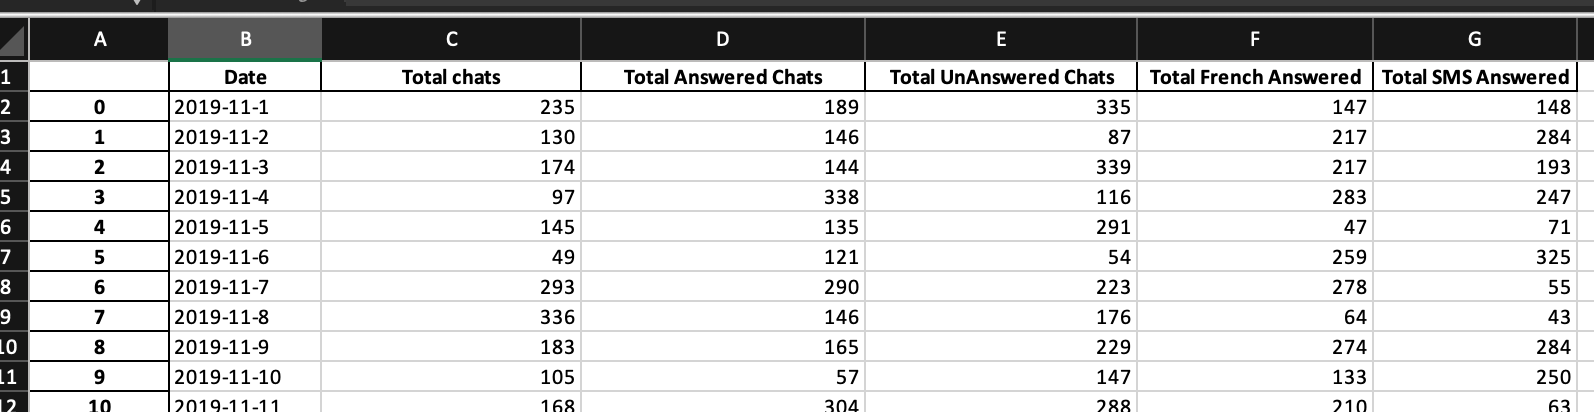 A B C D E F G
1 Date Total chats Total Answered Chats Total UnAnswered Chats Total French Answered Total SMS Answered
2 0 2019-11-1 235 189 335 147 148
3 1 2019-11-2 130 146 87 217 284
4 2 2019-11-3 174 144 339 217 193
5 3 2019-11-4 97 338 116 283 247
6 4 2019-11-5 145 135 291 47 71
7 5 2019-11-6 49 121 54 259 325
8 6 2019-11-7 293 290 223 278 55
9 7 2019-11-8 336 146 176 64 43
10 8 2019-11-9 183 165 229 274 284
11 9 2019-11-10 105 57 147 133 250
12 10 2019-11-11 168 304 288 210 63